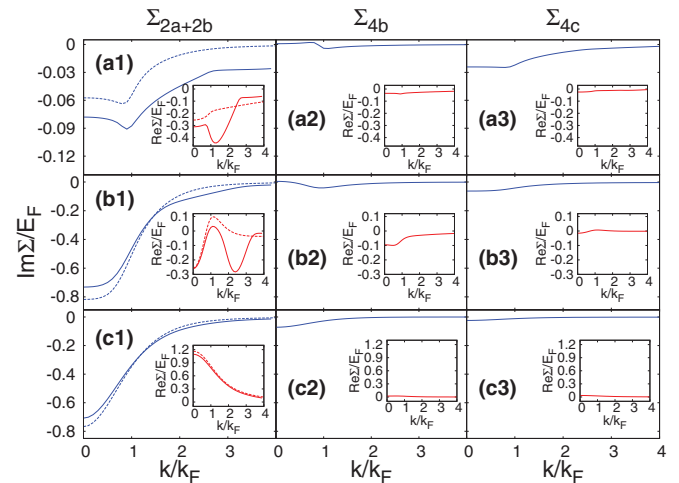 Σ2a+2b Σ4b Σ4c
0
-0.03
-0.06
-0.09
-0.12
(a1)
ReΣ/EF
-0.1
-0.2
-0.3
-0.4
0 1 2 3 4
k/kF
(a2)
ReΣ/EF
0
-0.1
-0.2
-0.3
-0.4
0 1 2 3 4
k/kF
(a3)
ReΣ/EF
0
-0.1
-0.2
-0.3
-0.4
0 1 2 3 4
k/kF
ImΣ/EF
0
-0.2
-0.4
-0.6
-0.8
(b1)
ReΣ/EF
0.1
0
-0.1
-0.2
-0.3
0 1 2 3 4
k/kF
(b2)
ReΣ/EF
0.1
0
-0.1
-0.2
-0.3
0 1 2 3 4
k/kF
(b3)
ReΣ/EF
0.1
0
-0.1
-0.2
-0.3
0 1 2 3 4
k/kF
0
-0.2
-0.4
-0.6
-0.8
(c1)
ReΣ/EF
1.2
0.9
0.6
0.3
0
0 1 2 3 4
k/kF
(c2)
ReΣ/EF
1.2
0.9
0.6
0.3
0
0 1 2 3 4
k/kF
(c3)
ReΣ/EF
1.2
0.9
0.6
0.3
0
0 1 2 3 4
k/kF
0 1 2 3 0 1 2 3 0 1 2 3 4
k/kF k/kF k/kF